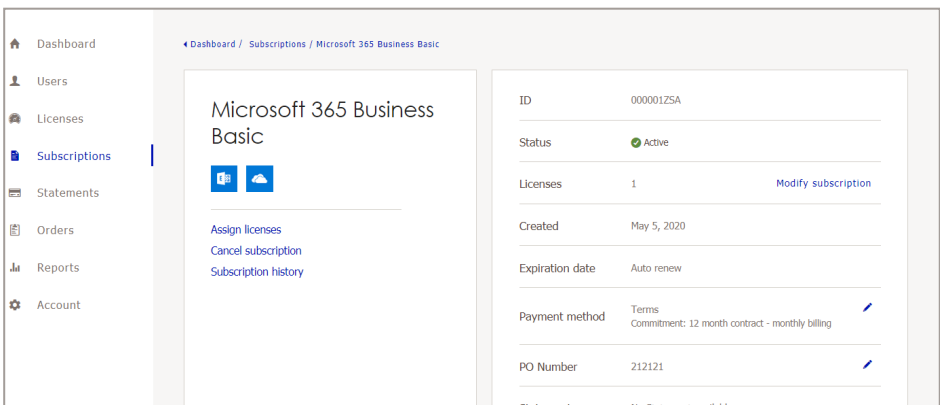 Dashboard
Users
Licenses
Subscriptions
Statements
Orders
Reports
Account
Dashboard / Subscriptions / Microsoft 365 Business Basic
Microsoft 365 Business
Basic
Assign licenses
Cancel subscription
Subscription history
ID 000001ZSA
Status Active
Licenses 1 Modify subscription
Created May 5, 2020
Expiration date Auto renew
Payment method Terms
Commitment: 12 month contract - monthly billing
PO Number 212121